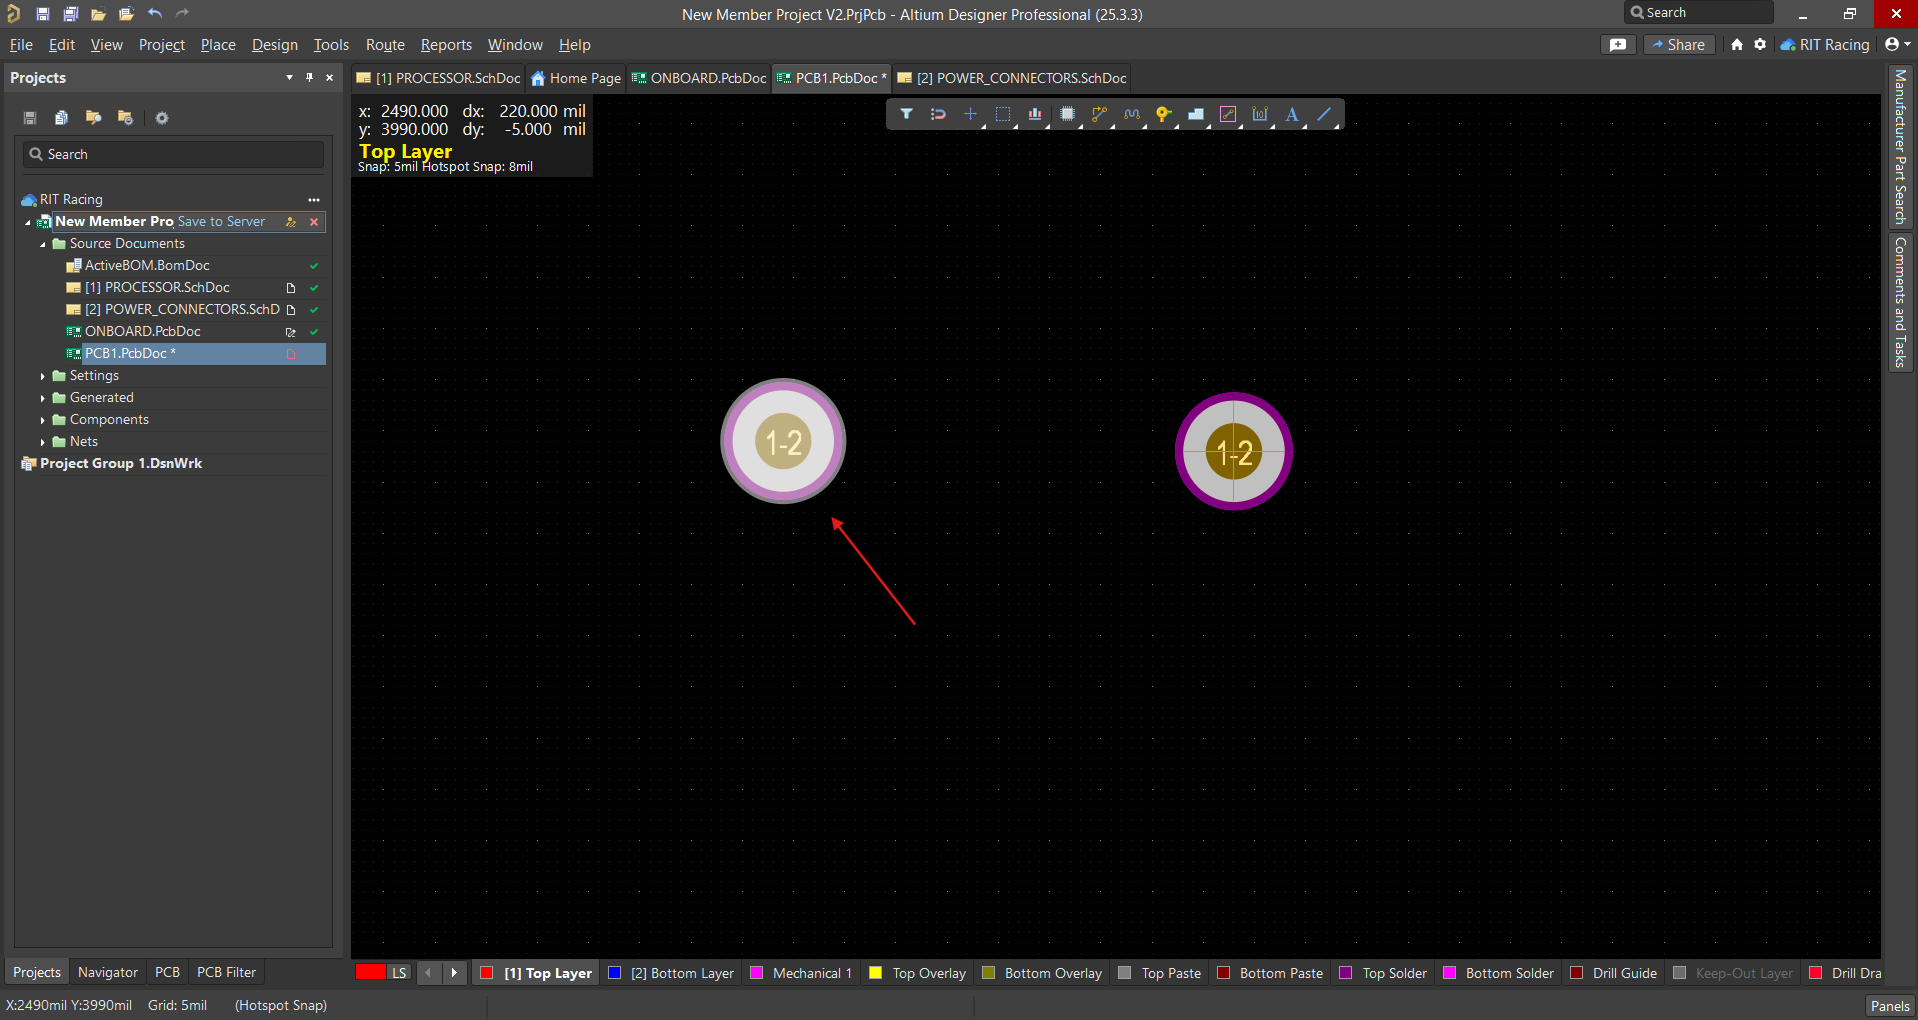 New Member Project V2.PrjPcb - Altium Designer Professional (25.3.3)
Search
File Edit View Project Place Design Tools Route Reports Window Help
Share
RIT Racing
Projects
[1] PROCESSOR.SchDoc
Home Page
ONBOARD.PcbDoc
PCB1.PcbDoc *
[2] POWER_CONNECTORS.SchDoc
x: 2490.000 dx: 220.000 mil
y: 3990.000 dy: -5.000 mil
Top Layer
Snap: 5mil Hotspot Snap: 8mil
Search
RIT Racing
New Member Pro Save to Server
Source Documents
ActiveBOM.BomDoc
[1] PROCESSOR.SchDoc
[2] POWER_CONNECTORS.SchD
ONBOARD.PcbDoc
PCB1.PcbDoc *
Settings
Generated
Components
Nets
Project Group 1.DsnWrk
10
A
1-2
1-2
Manufacturer Part Search
Comments and Tasks
Projects Navigator PCB PCB Filter
LS
[1] Top Layer
[2] Bottom Layer
Mechanical 1
Top Overlay
Bottom Overlay
Top Paste
Bottom Paste
Top Solder
Bottom Solder
Drill Guide
Keep-Out Layer
Drill Dra
X:2490mil Y:3990mil Grid: 5mil (Hotspot Snap)
Panels